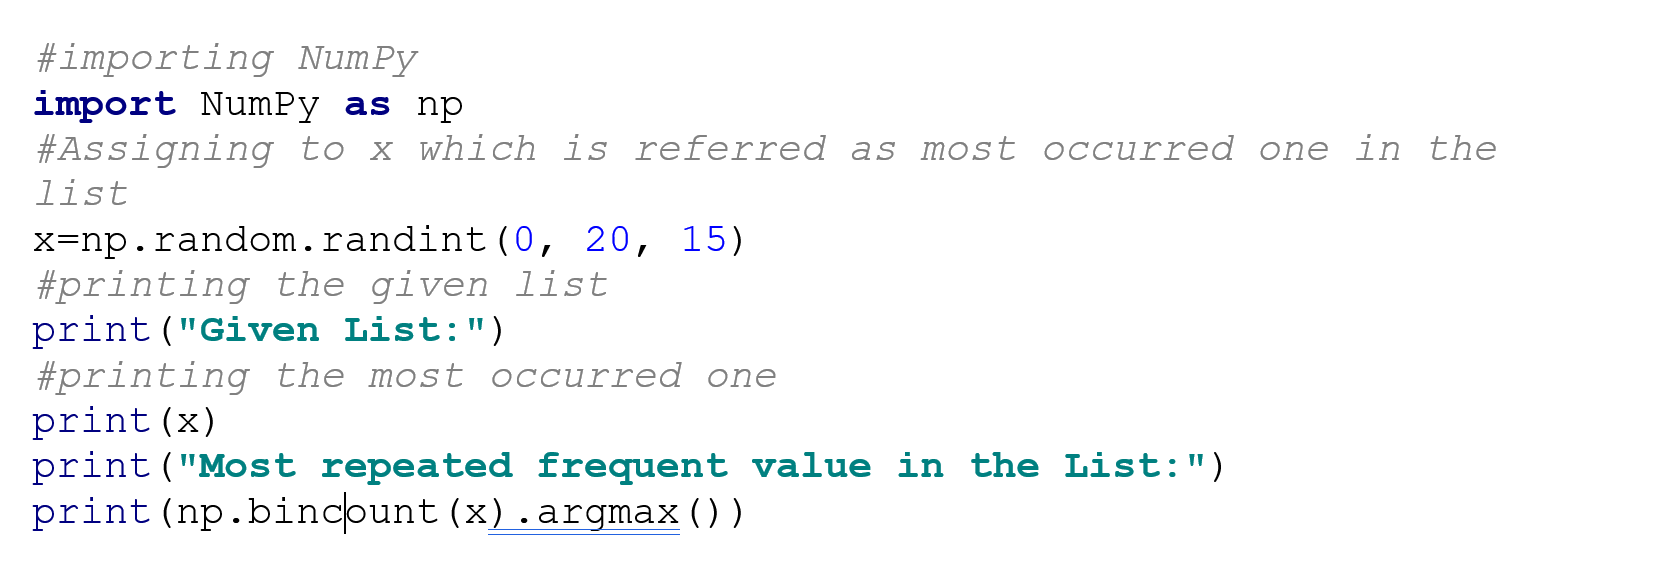 #importing NumPy
import NumPy as np
#Assigning to x which is referred as most occurred one in the
list
x=np.random.randint(0, 20, 15)
#printing the given list
print("Given List:")
#printing the most occurred one
print(x)
print("Most repeated frequent value in the List:")
print(np.bincount(x).argmax())